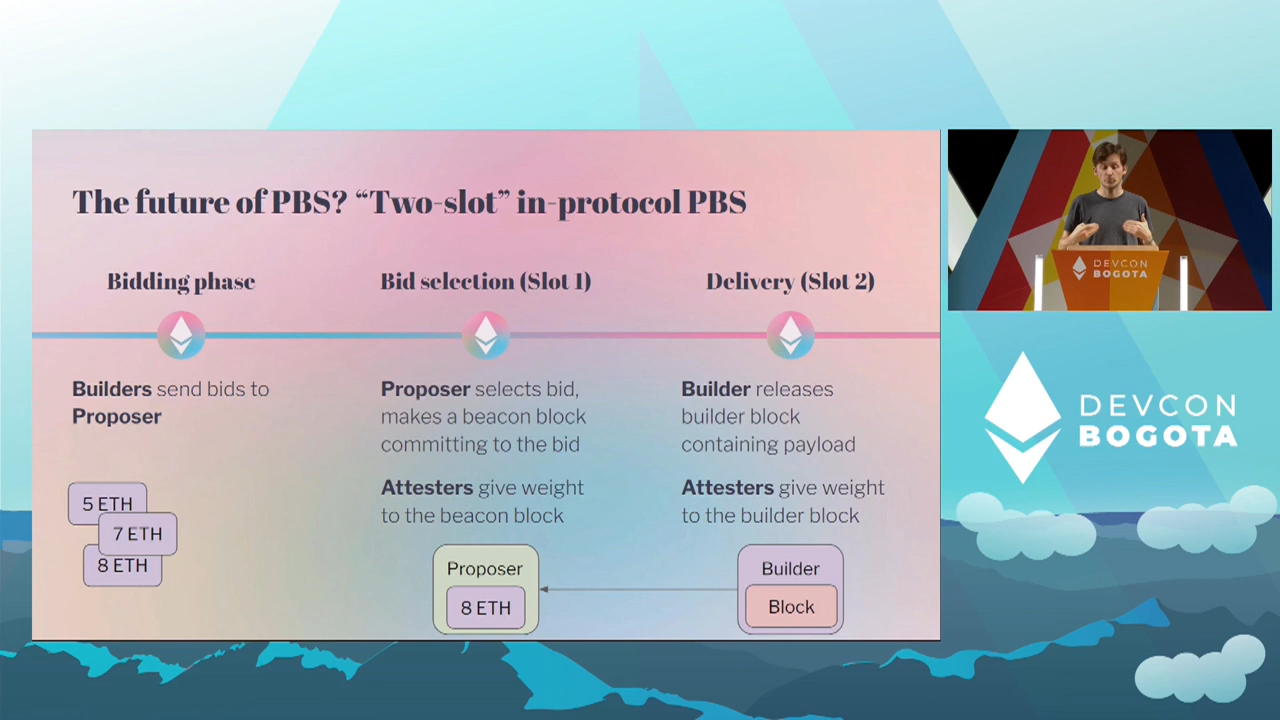 The future of PBS? “Two-slot” in-protocol PBS
Bidding phase
Builders send bids to
Proposer
5 ETH
7 ETH
8 ETH
Bid selection (Slot 1)
Proposer selects bid,
makes a beacon block
committing to the bid
Attesters give weight
to the beacon block
Proposer
8 ETH
Delivery (Slot 2)
Builder releases
builder block
containing payload
Attesters give weight
to the builder block
Builder
Block
DEVCON
BOGOTA
DEVCON
BOGOTA